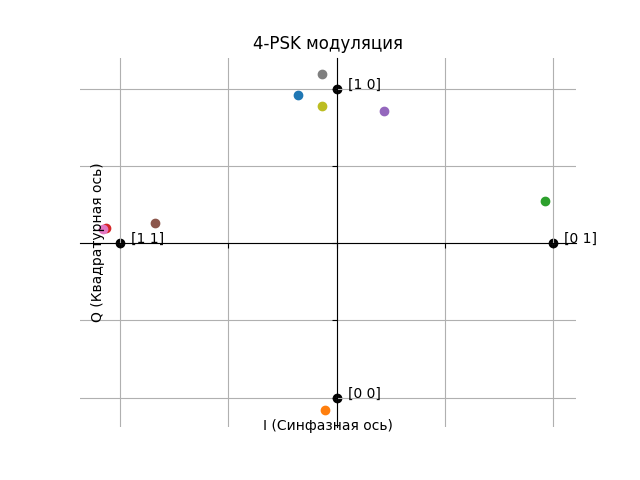 4-PSK модуляция
[1 0]
[1 1]
[0 1]
Q (Квадратурная ось)
[0 0]
I (Синфазная ось)